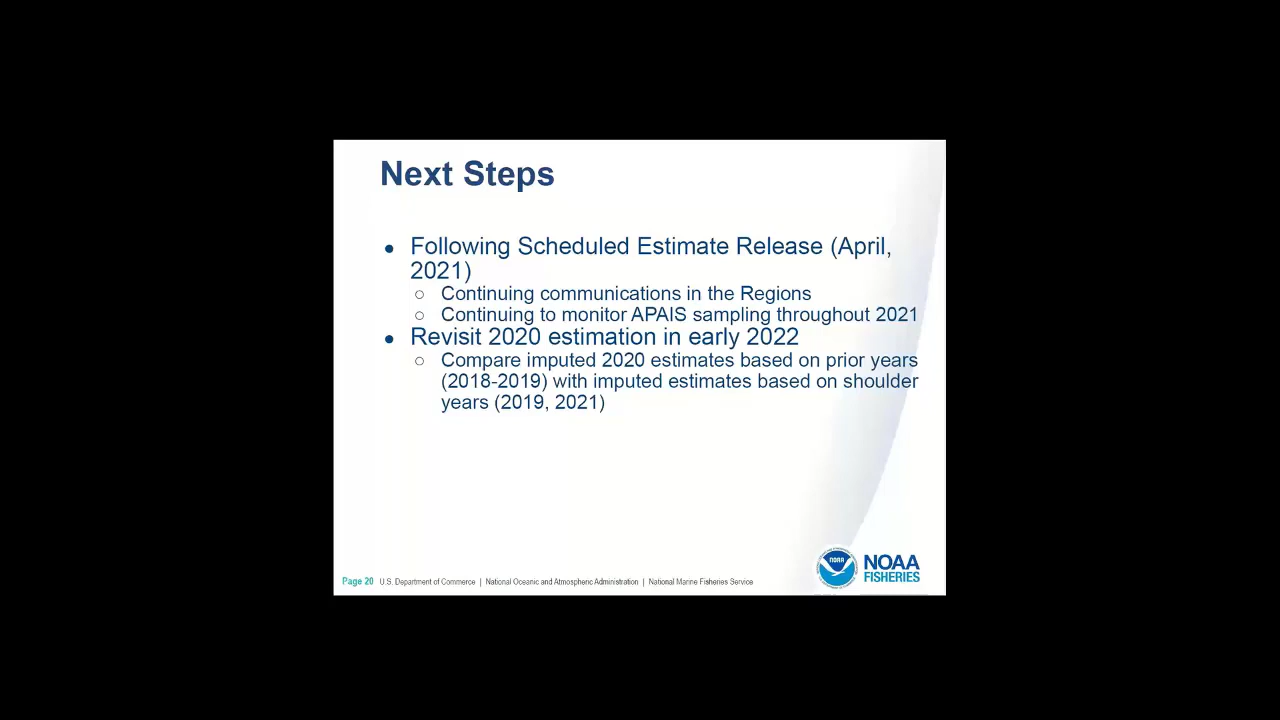 Next Steps
● Following Scheduled Estimate Release (April,
2021)
○ Continuing communications in the Regions
○ Continuing to monitor APAIS sampling throughout 2021
● Revisit 2020 estimation in early 2022
○ Compare imputed 2020 estimates based on prior years
(2018-2019) with imputed estimates based on shoulder
years (2019, 2021)
NOAA
NOAA
FISHERIES
Page 20 U.S. Department of Commerce | National Oceanic and Atmospheric Administration | National Marine Fisheries Service